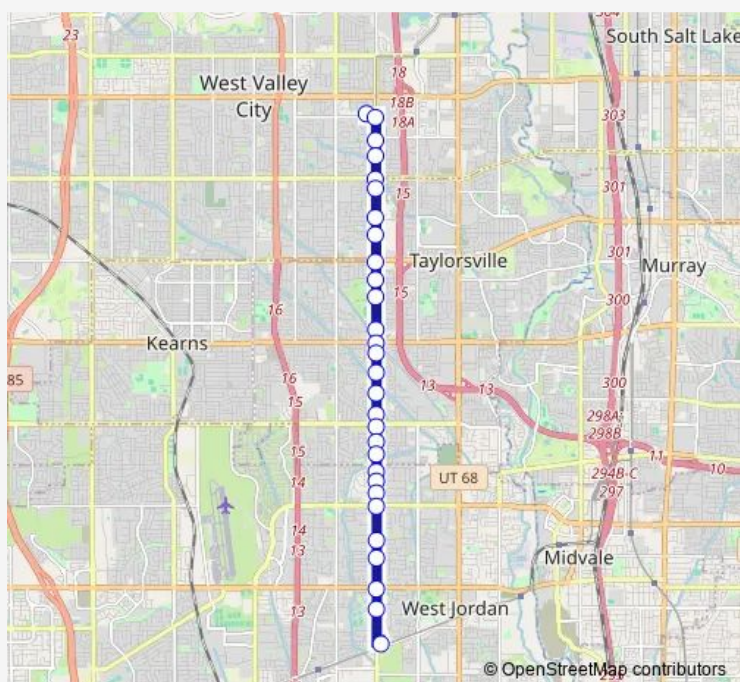 23
South Salt Lake
West Valley
City
18
18B
18A
303
15
301
Taylorsville
301
Murray
15
300
16
Kearns
85
16
15
13
13
300
298A
298B
15
14
UT 68
11
10
294B-C
297
14
13
Midvale
13
West Jordan
© OpenStreetMap contributors